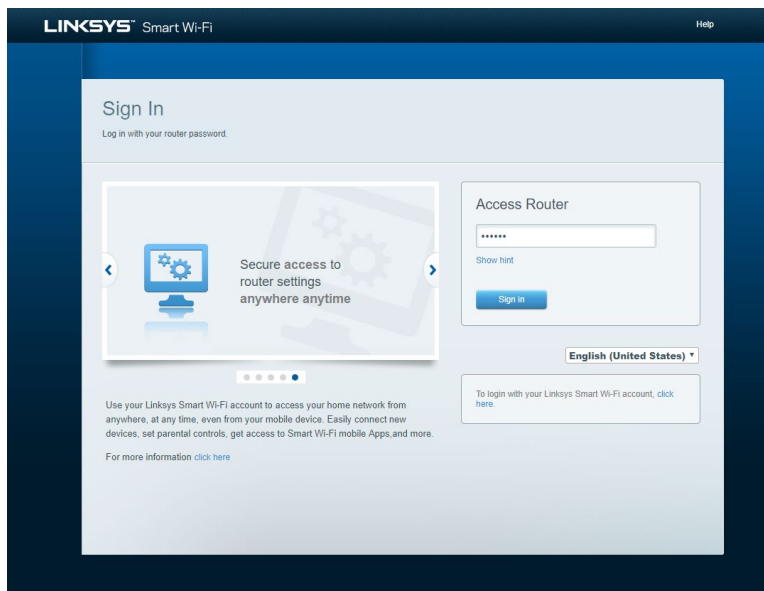 LINKSYS™ Smart Wi-Fi
Help
Sign In
Log in with your router password.
Secure access to
router settings
anywhere anytime
Use your Linksys Smart Wi-Fi account to access your home network from
anywhere, at any time, even from your mobile device. Easily connect new
devices, set parental controls, get access to Smart Wi-Fi mobile Apps,and more.
For more information click here
Access Router
••••••
Show hint
Sign in
English (United States)
To login with your Linksys Smart Wi-Fi account, click
here.